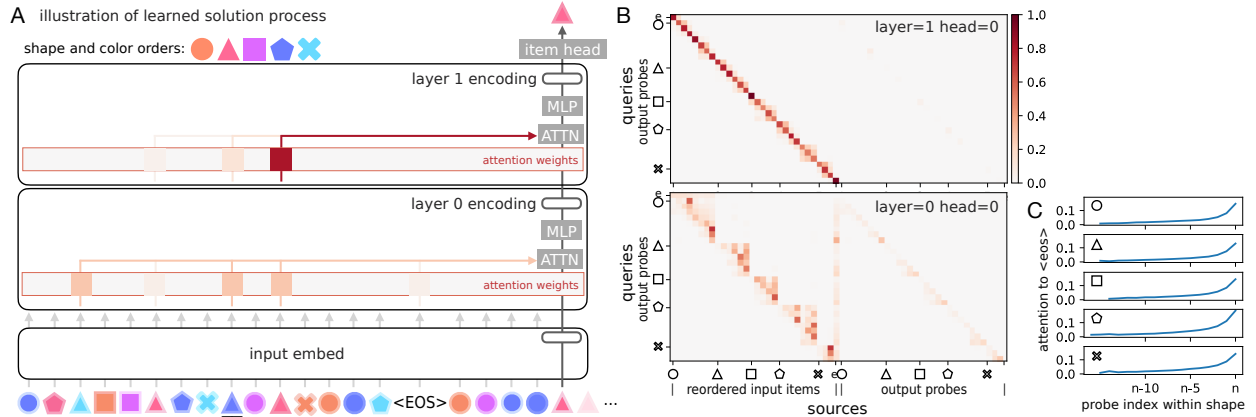 A
illustration of learned solution process
shape and color orders:
item head
layer 1 encoding
MLP
ATTN
attention weights
layer 0 encoding
MLP
ATTN
attention weights
input embed
<EOS>
...
B
layer=1 head=0
queries
output probes
e
1.0
0.8
0.6
0.4
0.2
0.0
layer=0 head=0
queries
output probes
e
e
| reordered input items || output probes |
sources
C
attention to <eos>
0.1
0.0
0.1
0.0
0.1
0.0
0.1
0.0
0.1
0.0
n-10 n-5 n
probe index within shape